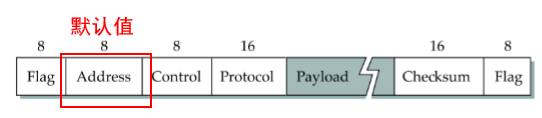 默认值
8 8 8 16 16 8
Flag Address Control Protocol Payload Checksum Flag